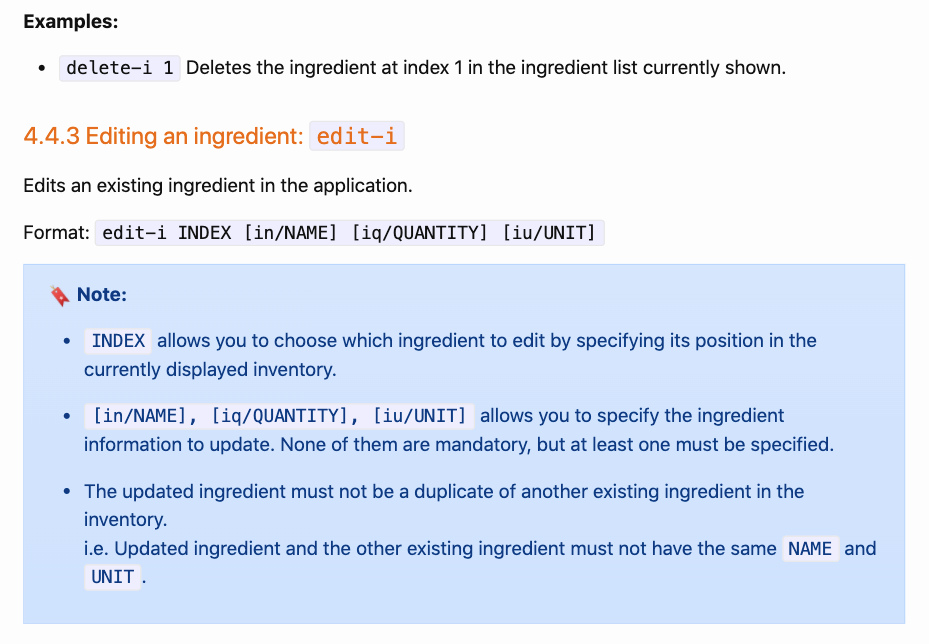 Examples:
• delete-i 1 Deletes the ingredient at index 1 in the ingredient list currently shown.
4.4.3 Editing an ingredient: edit-i
Edits an existing ingredient in the application.
Format: edit-i INDEX [in/NAME] [iq/QUANTITY] [iu/UNIT]
Note:
• INDEX allows you to choose which ingredient to edit by specifying its position in the
currently displayed inventory.
• [in/NAME], [iq/QUANTITY], [iu/UNIT] allows you to specify the ingredient
information to update. None of them are mandatory, but at least one must be specified.
• The updated ingredient must not be a duplicate of another existing ingredient in the
inventory.
i.e. Updated ingredient and the other existing ingredient must not have the same NAME and
UNIT.